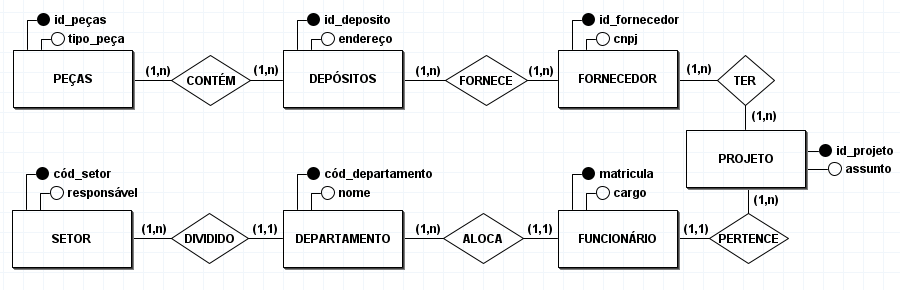 id_peças
tipo_peça
id_deposito
endereço
id_fornecedor
cnpj
PEÇAS
(1,n)
CONTÉM
(1,n)
DEPÓSITOS
(1,n)
FORNECE
(1,n)
FORNECEDOR
(1,n)
TER
(1,n)
PROJETO
id_projeto
assunto
(1,n)
cód_setor
responsável
cód_departamento
nome
matricula
cargo
SETOR
(1,n)
DIVIDIDO
(1,1)
DEPARTAMENTO
(1,n)
ALOCA
(1,1)
FUNCIONÁRIO
(1,1)
PERTENCE